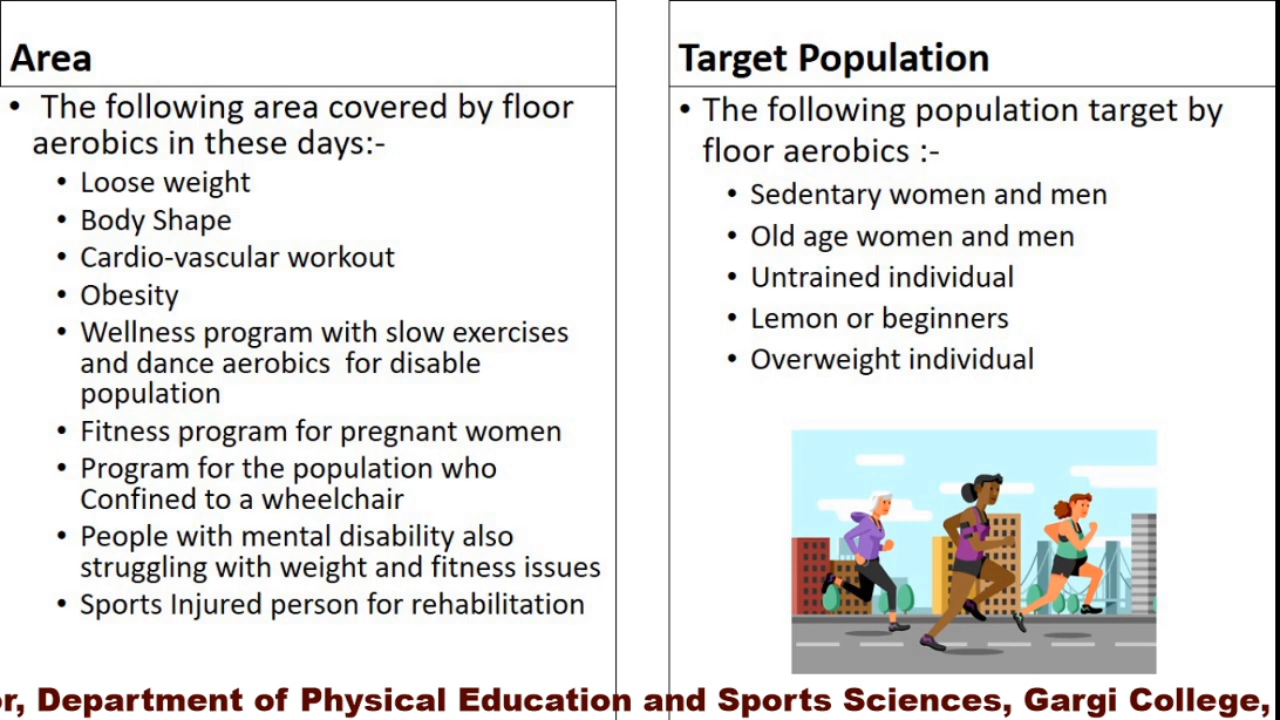 Area
• The following area covered by floor
aerobics in these days:-
• Loose weight
• Body Shape
• Cardio-vascular workout
• Obesity
• Wellness program with slow exercises
and dance aerobics for disable
population
• Fitness program for pregnant women
• Program for the population who
Confined to a wheelchair
• People with mental disability also
struggling with weight and fitness issues
• Sports Injured person for rehabilitation
Target Population
• The following population target by
floor aerobics :-
• Sedentary women and men
• Old age women and men
• Untrained individual
• Lemon or beginners
• Overweight individual
or, Department of Physical Education and Sports Sciences, Gargi College,